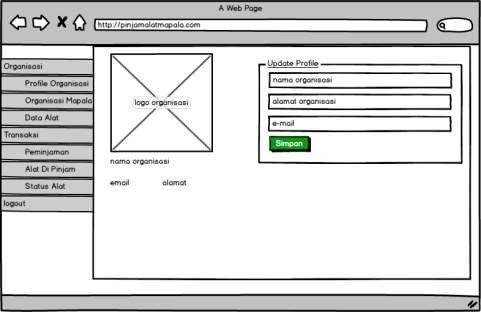 A Web Page
http://pinjamalatmapala.com
Organisasi
Profile Organisasi
Organisasi Mapala
Data Alat
Transaksi
Peminjaman
Alat Di Pinjam
Status Alat
logout
logo organisasi
nama organisasi
email alamat
Update Profile
nama organisasi
alamat organisasi
e-mail
Simpan